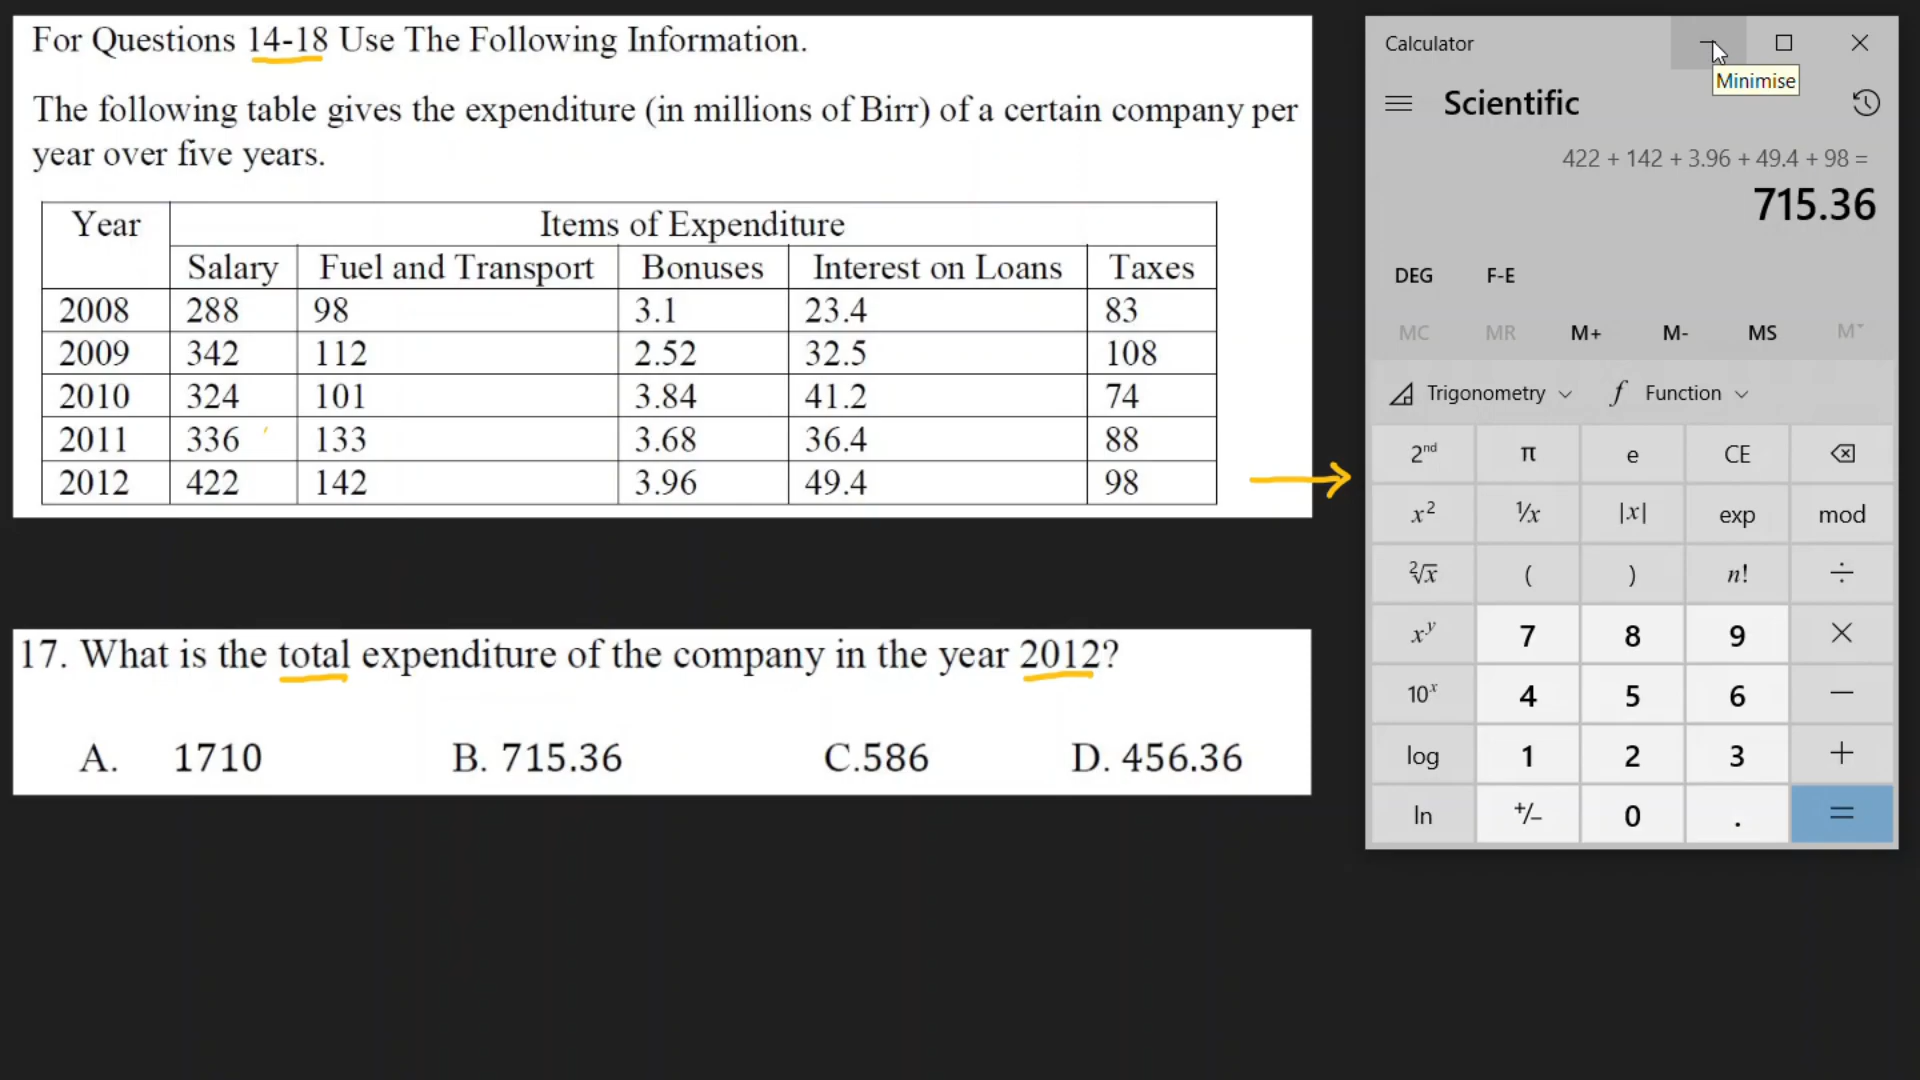 For Questions 14-18 Use The Following Information.
The following table gives the expenditure (in millions of Birr) of a certain company per
year over five years.
Year Items of Expenditure
Salary Fuel and Transport Bonuses Interest on Loans Taxes
2008 288 98 3.1 23.4 83
2009 342 112 2.52 32.5 108
2010 324 101 3.84 41.2 74
2011 336 133 3.68 36.4 88
2012 422 142 3.96 49.4 98
17. What is the total expenditure of the company in the year 2012?
A. 1710 B. 715.36 C.586 D. 456.36
Calculator
Minimise
Scientific
422 + 142 + 3.96 + 49.4 + 98 =
715.36
DEG F-E
MC MR M+ M- MS M˅
Trigonometry f Function
2ⁿᵈ π e CE
x² ¹/x |x| exp mod
²√x ( ) n! ÷
xʸ 7 8 9 ×
10ˣ 4 5 6 −
log 1 2 3 +
ln +/− 0 . =